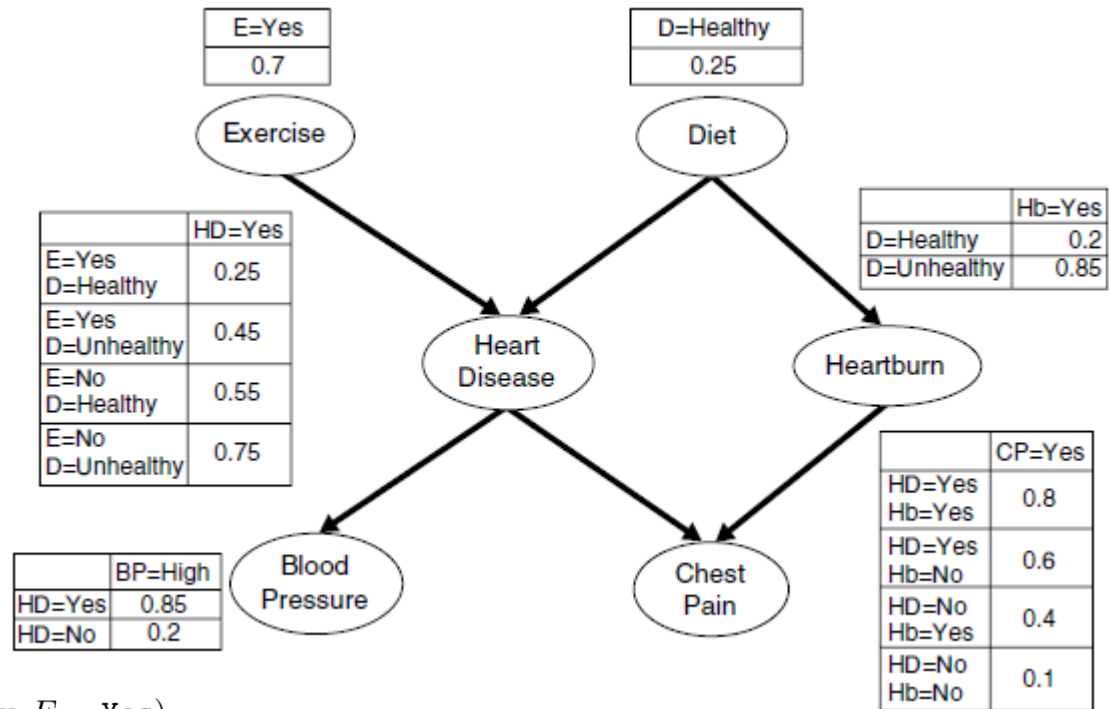 E=Yes
0.7
D=Healthy
0.25
Exercise
Diet
HD=Yes
E=Yes
D=Healthy
0.25
E=Yes
D=Unhealthy
0.45
E=No
D=Healthy
0.55
E=No
D=Unhealthy
0.75
Hb=Yes
D=Healthy 0.2
D=Unhealthy 0.85
Heart
Disease
Heartburn
BP=High
HD=Yes 0.85
HD=No 0.2
Blood
Pressure
Chest
Pain
CP=Yes
HD=Yes
Hb=Yes
0.8
HD=Yes
Hb=No
0.6
HD=No
Hb=Yes
0.4
HD=No
Hb=No
0.1